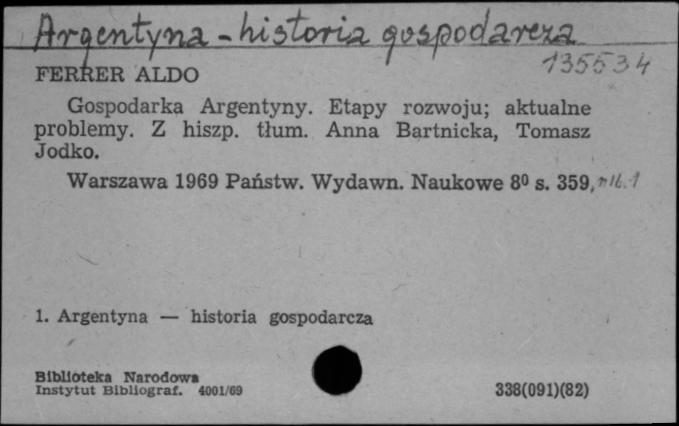 Argentyna - historia gospodarcza
135534
FERRER ALDO
Gospodarka Argentyny. Etapy rozwoju; aktualne
problemy. Z hiszp. tłum. Anna Bartnicka, Tomasz
Jodko.
Warszawa 1969 Państw. Wydawn. Naukowe 8⁰ s. 359, nlb. 1
1. Argentyna — historia gospodarcza
Biblioteka Narodowa
Instytut Bibliograf. 4001/69
338(091)(82)